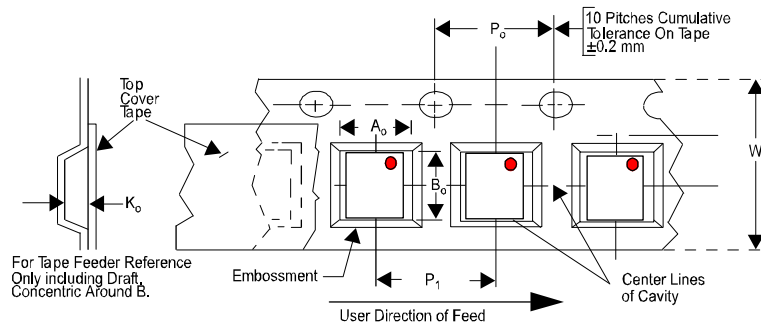 10 Pitches Cumulative
Tolerance On Tape
±0.2 mm
Po
Top
Cover
Tape
Ao
W
Bo
Ko
For Tape Feeder Reference
Only including Draft,
Concentric Around B.
Embossment
P1
Center Lines
of Cavity
User Direction of Feed